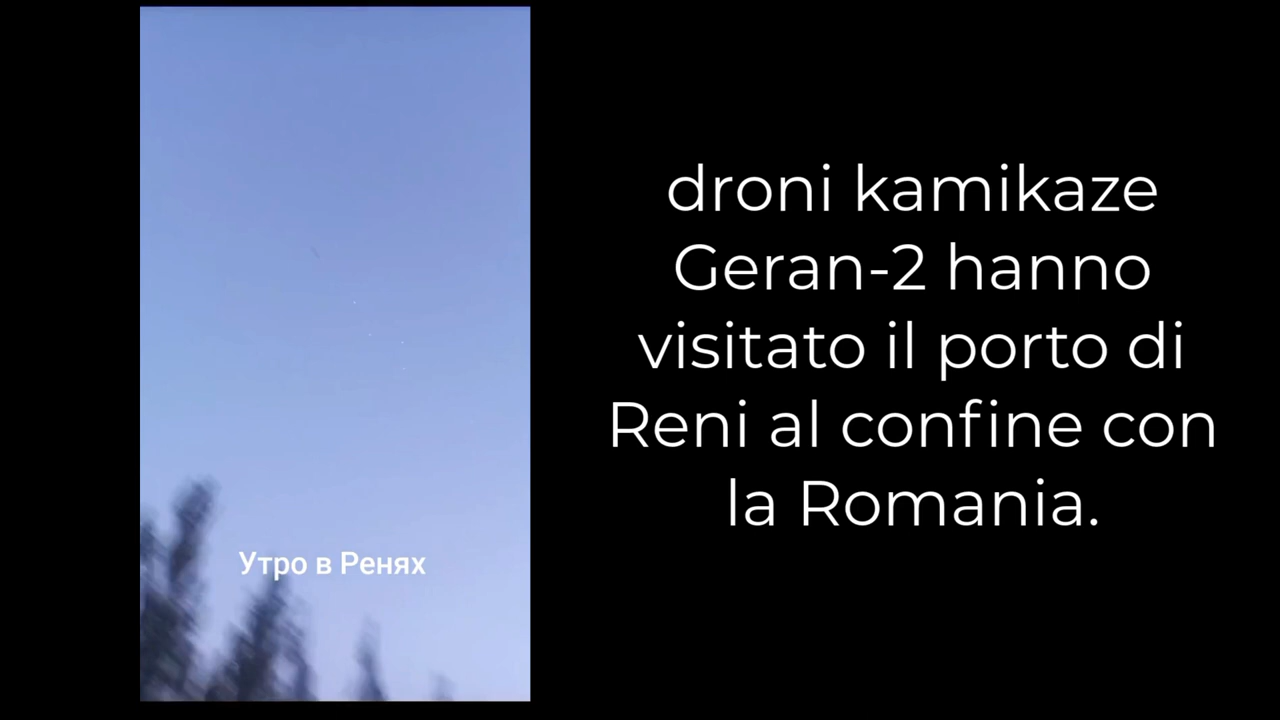 Утро в Ренях
droni kamikaze
Geran-2 hanno
visitato il porto di
Reni al confine con
la Romania.